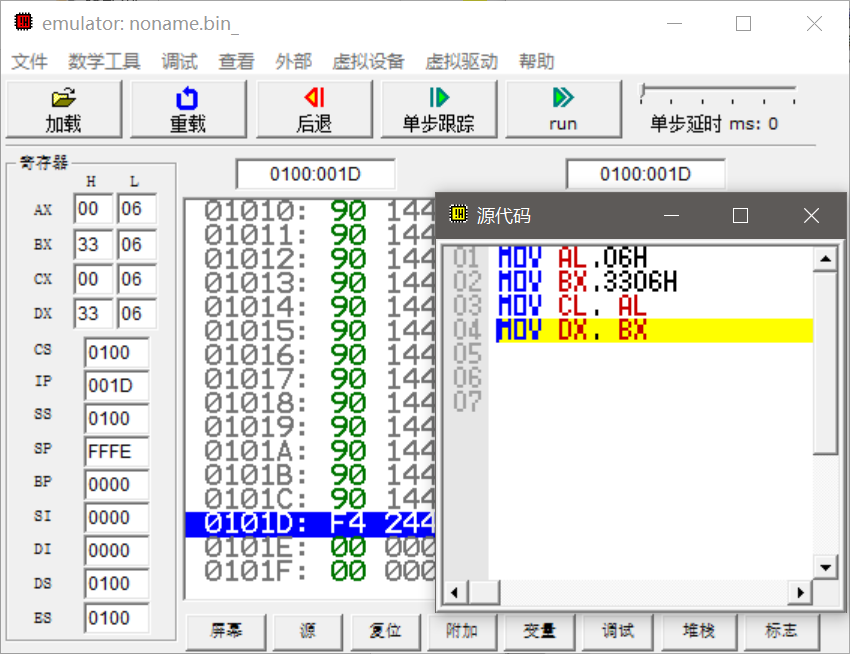 emulator: noname.bin_
文件 数学工具 调试 查看 外部 虚拟设备 虚拟驱动 帮助
加载 重载 后退 单步跟踪 run 单步延时 ms: 0
寄存器
0100:001D 0100:001D
H L
AX 00 06
BX 33 06
CX 00 06
DX 33 06
CS 0100
IP 001D
SS 0100
SP FFFE
BP 0000
SI 0000
DI 0000
DS 0100
ES 0100
01010: 90 144
01011: 90 144
01012: 90 144
01013: 90 144
01014: 90 144
01015: 90 144
01016: 90 144
01017: 90 144
01018: 90 144
01019: 90 144
0101A: 90 144
0101B: 90 144
0101C: 90 144
0101D: F4 244
0101E: 00 000
0101F: 00 000
源代码
01 MOV AL,06H
02 MOV BX,3306H
03 MOV CL, AL
04 MOV DX, BX
05
06
07
屏幕 源 复位 附加 变量 调试 堆栈 标志